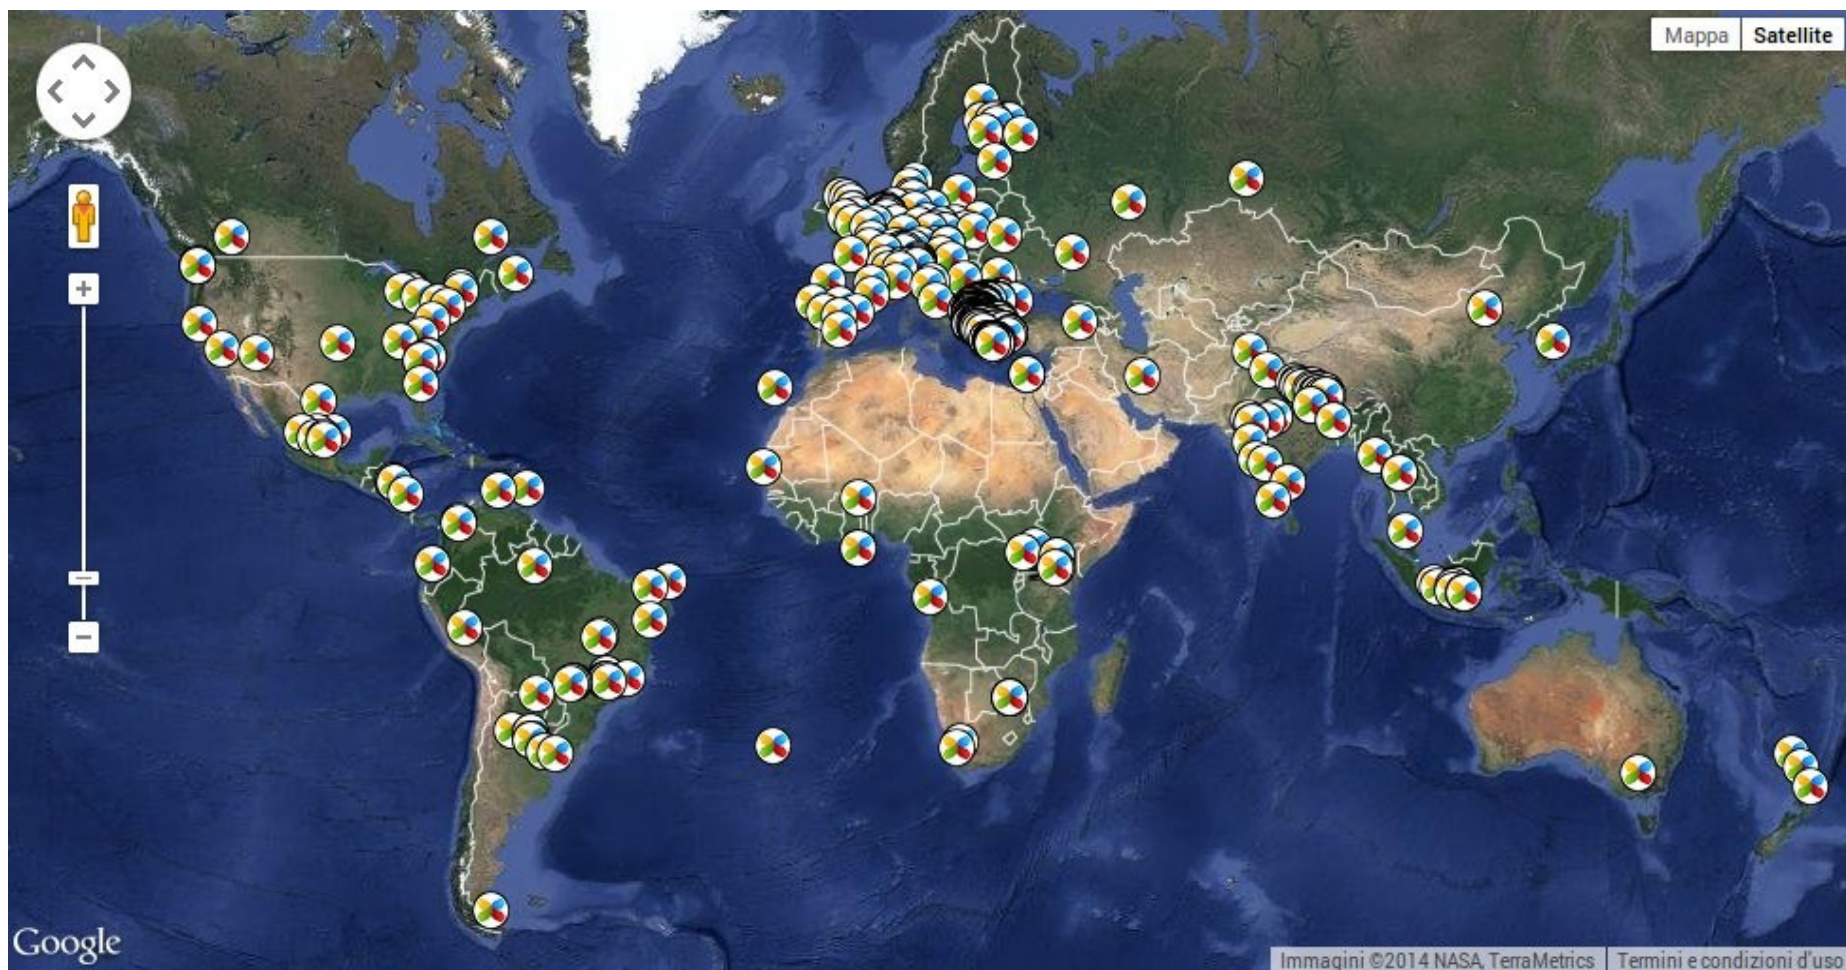 Mappa
Satellite
Google
Immagini ©2014 NASA, TerraMetrics
Termini e condizioni d'uso